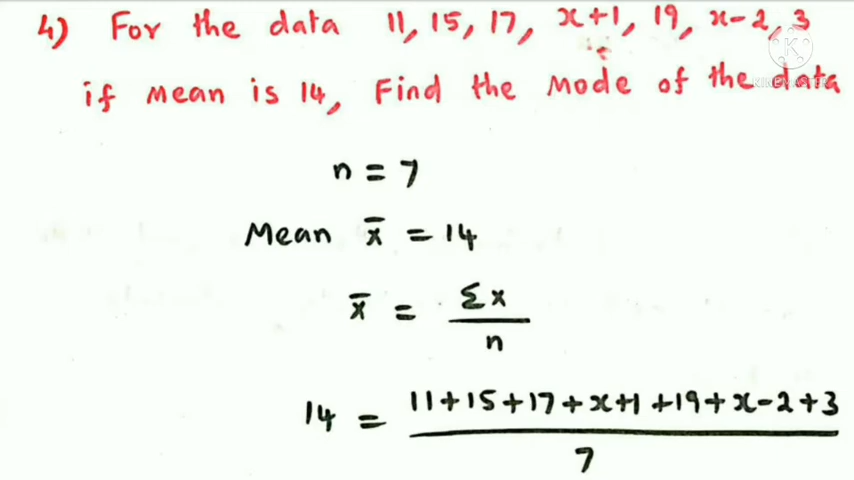 4) For the data 11, 15, 17, x+1, 19, x-2, 3
KINEMASTER
if mean is 14, Find the Mode of the data
n = 7
Mean x̄ = 14
x̄ = Σx / n
14 = 11+15+17+x+1+19+x-2+3 / 7